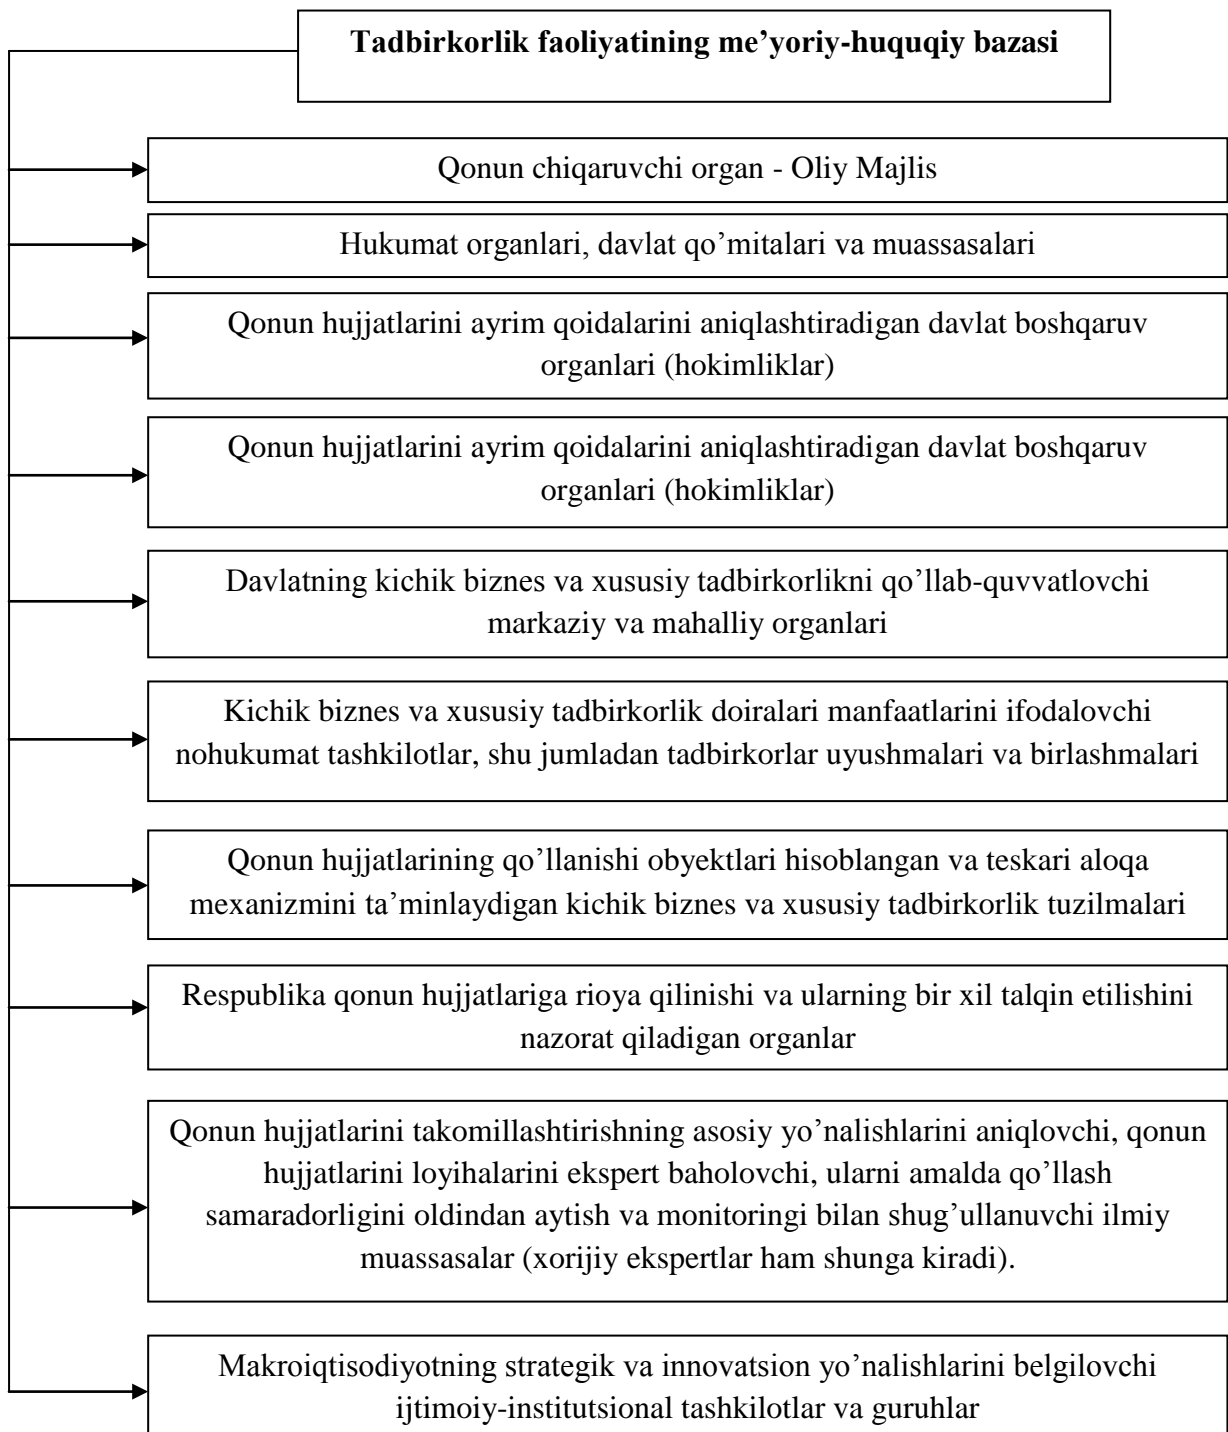 Tadbirkorlik faoliyatining me’yoriy-huquqiy bazasi
Qonun chiqaruvchi organ - Oliy Majlis
Hukumat organlari, davlat qo’mitalari va muassasalari
Qonun hujjatlarini ayrim qoidalarini aniqlashtiradigan davlat boshqaruv
organlari (hokimliklar)
Qonun hujjatlarini ayrim qoidalarini aniqlashtiradigan davlat boshqaruv
organlari (hokimliklar)
Davlatning kichik biznes va xususiy tadbirkorlikni qo’llab-quvvatlovchi
markaziy va mahalliy organlari
Kichik biznes va xususiy tadbirkorlik doiralari manfaatlarini ifodalovchi
nohukumat tashkilotlar, shu jumladan tadbirkorlar uyushmalari va birlashmalari
Qonun hujjatlarining qo’llanishi obyektlari hisoblangan va teskari aloqa
mexanizmini ta’minlaydigan kichik biznes va xususiy tadbirkorlik tuzilmalari
Respublika qonun hujjatlariga rioya qilinishi va ularning bir xil talqin etilishini
nazorat qiladigan organlar
Qonun hujjatlarini takomillashtirishning asosiy yo’nalishlarini aniqlovchi, qonun
hujjatlarini loyihalarini ekspert baholovchi, ularni amalda qo’llash
samaradorligini oldindan aytish va monitoringi bilan shug’ullanuvchi ilmiy
muassasalar (xorijiy ekspertlar ham shunga kiradi).
Makroiqtisodiyotning strategik va innovatsion yo’nalishlarini belgilovchi
ijtimoiy-institutsional tashkilotlar va guruhlar